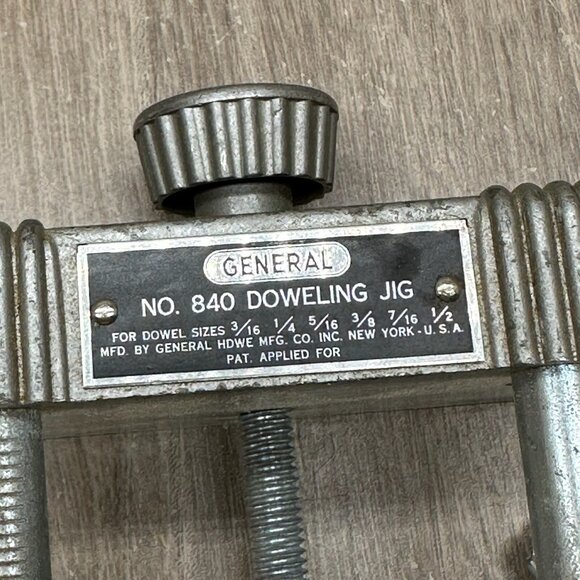 GENERAL
NO. 840 DOWELING JIG
FOR DOWEL SIZES 3/16 1/4 5/16 3/8 7/16 1/2
MFD. BY GENERAL HDWE MFG. CO. INC. NEW YORK - U.S.A.
PAT. APPLIED FOR